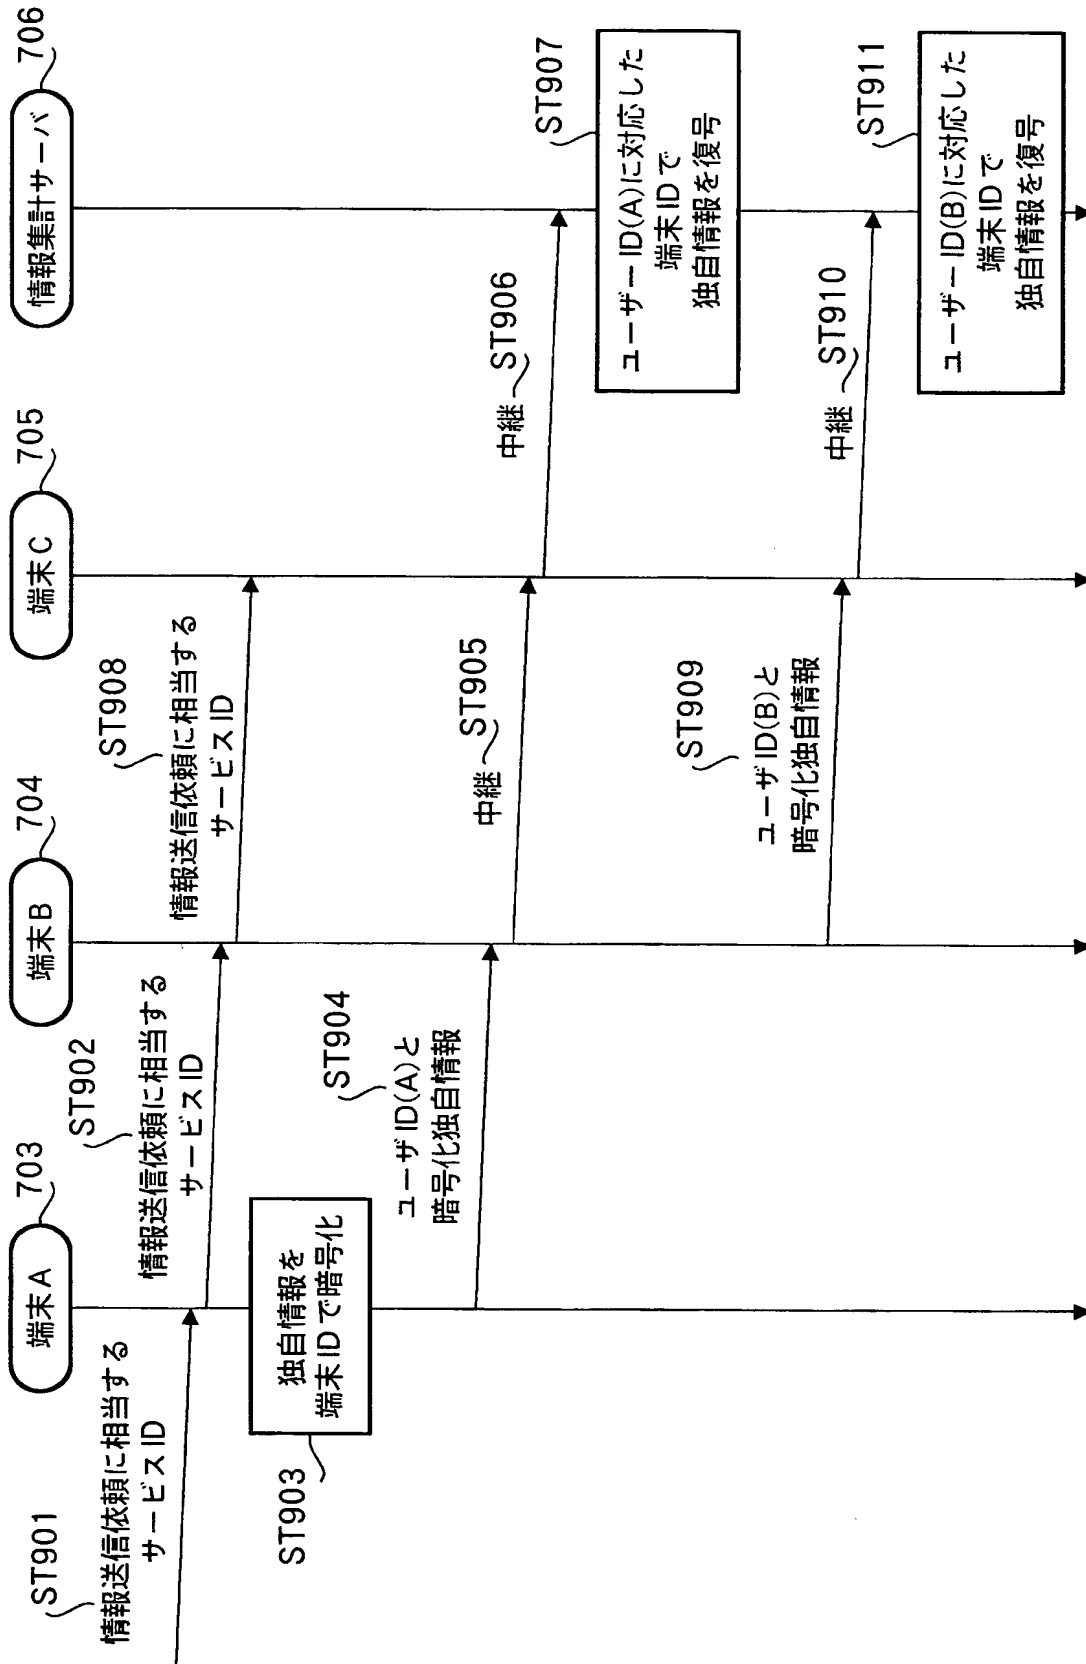 端末A
703
端末B
704
端末C
705
情報集計サーバ
706
ST901
情報送信依頼に相当する
サービスID
ST902
情報送信依頼に相当する
サービスID
ST908
情報送信依頼に相当する
サービスID
独自情報を
端末IDで暗号化
ST903
ST904
ユーザID(A)と
暗号化独自情報
中継
ST905
中継
ST906
ST907
ユーザーID(A)に対応した
端末IDで
独自情報を復号
ST909
ユーザID(B)と
暗号化独自情報
中継
ST910
ST911
ユーザーID(B)に対応した
端末IDで
独自情報を復号